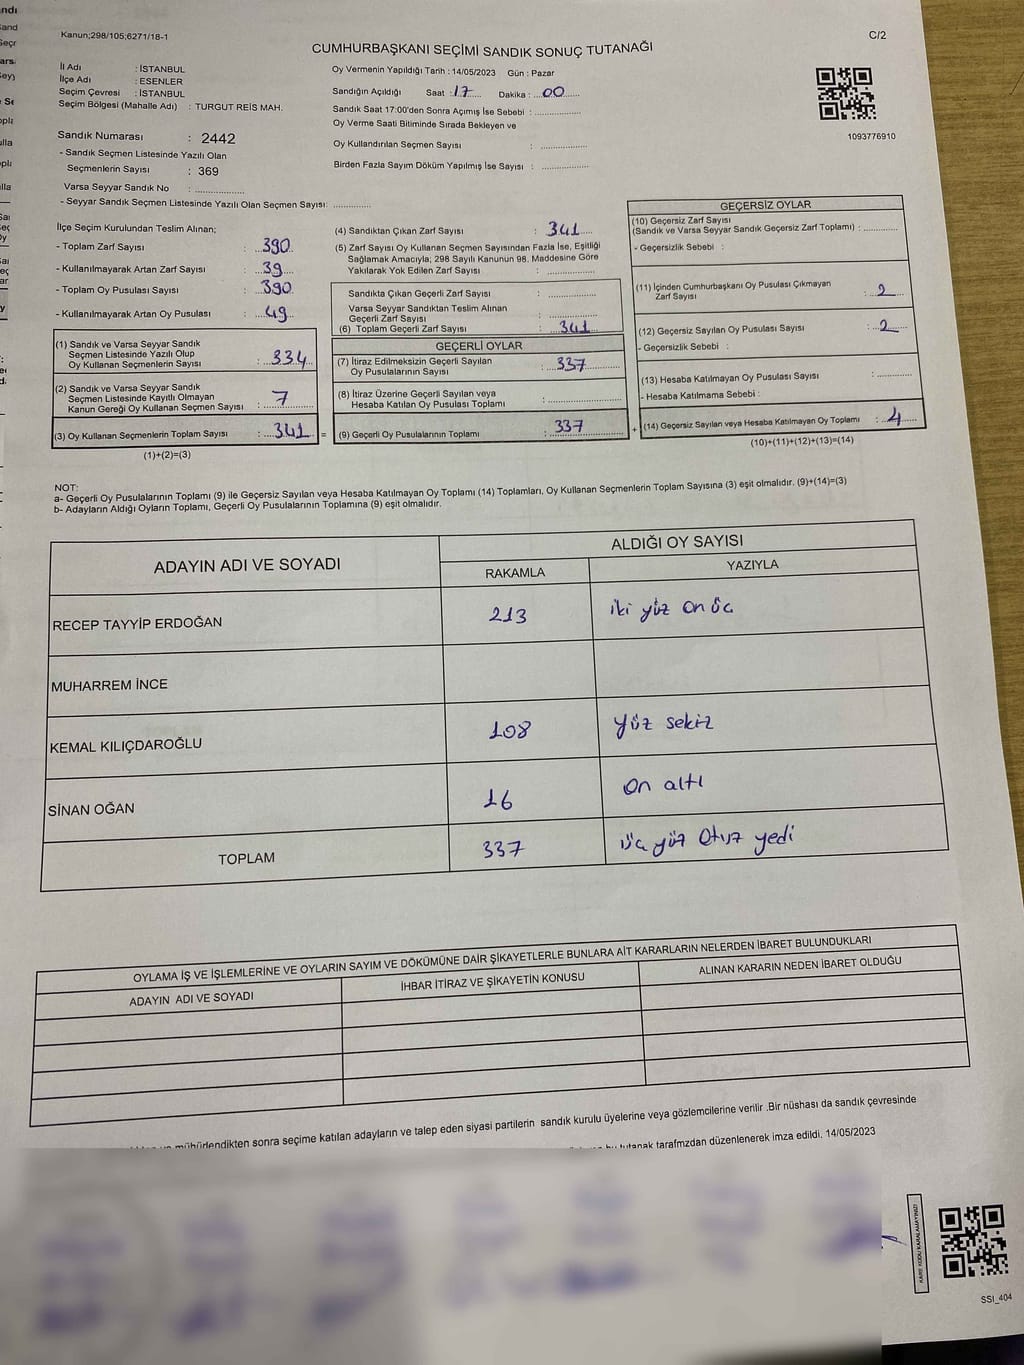 Kanun;298/105;6271/18-1
C/2
CUMHURBAŞKANI SEÇİMİ SANDIK SONUÇ TUTANAĞI
İl Adı : İSTANBUL
İlçe Adı : ESENLER
Seçim Çevresi : İSTANBUL
Seçim Bölgesi (Mahalle Adı) : TURGUT REİS MAH.
Sandık Numarası : 2442
- Sandık Seçmen Listesinde Yazılı Olan
Seçmenlerin Sayısı : 369
Varsa Seyyar Sandık No : ..................
- Seyyar Sandık Seçmen Listesinde Yazılı Olan Seçmen Sayısı: .............
Oy Vermenin Yapıldığı Tarih : 14/05/2023 Gün : Pazar
Sandığın Açıldığı Saat : 17 Dakika : 00
Sandık Saat 17:00'den Sonra Açımış İse Sebebi : ................
Oy Verme Saati Bitiminde Sırada Bekleyen ve
Oy Kullandırılan Seçmen Sayısı : ................
Birden Fazla Sayım Döküm Yapılmış İse Sayısı : ................
1093776910
İlçe Seçim Kurulundan Teslim Alınan;
- Toplam Zarf Sayısı : 390
- Kullanılmayarak Artan Zarf Sayısı : 39
- Toplam Oy Pusulası Sayısı : 390
- Kullanılmayarak Artan Oy Pusulası : 49
(1) Sandık ve Varsa Seyyar Sandık
Seçmen Listesinde Yazılı Olup
Oy Kullanan Seçmenlerin Sayısı : 334
(2) Sandık ve Varsa Seyyar Sandık
Seçmen Listesinde Kayıtlı Olmayan
Kanun Gereği Oy Kullanan Seçmen Sayısı : 7
(3) Oy Kullanan Seçmenlerin Toplam Sayısı : 341 =
(1)+(2)=(3)
(4) Sandıktan Çıkan Zarf Sayısı : 341
(5) Zarf Sayısı Oy Kullanan Seçmen Sayısından Fazla İse, Eşitliği
Sağlamak Amacıyla; 298 Sayılı Kanunun 98. Maddesine Göre
Yakılarak Yok Edilen Zarf Sayısı : ................
Sandıkta Çıkan Geçerli Zarf Sayısı : ................
Varsa Seyyar Sandıktan Teslim Alınan
Geçerli Zarf Sayısı : ................
(6) Toplam Geçerli Zarf Sayısı : 341
GEÇERLİ OYLAR
(7) İtiraz Edilmeksizin Geçerli Sayılan
Oy Pusulalarının Sayısı : 337
(8) İtiraz Üzerine Geçerli Sayılan veya
Hesaba Katılan Oy Pusulası Toplamı : ................
(9) Geçerli Oy Pusulalarının Toplamı : 337 +
GEÇERSİZ OYLAR
(10) Geçersiz Zarf Sayısı
(Sandık ve Varsa Seyyar Sandık Geçersiz Zarf Toplamı) : ...........
- Geçersizlik Sebebi :
(11) İçinden Cumhurbaşkanı Oy Pusulası Çıkmayan
Zarf Sayısı : 2
(12) Geçersiz Sayılan Oy Pusulası Sayısı : 2
- Geçersizlik Sebebi :
(13) Hesaba Katılmayan Oy Pusulası Sayısı : ...........
- Hesaba Katılmama Sebebi :
(14) Geçersiz Sayılan veya Hesaba Katılmayan Oy Toplamı : 4
(10)+(11)+(12)+(13)=(14)
NOT:
a- Geçerli Oy Pusulalarının Toplamı (9) ile Geçersiz Sayılan veya Hesaba Katılmayan Oy Toplamı (14) Toplamları, Oy Kullanan Seçmenlerin Toplam Sayısına (3) eşit olmalıdır. (9)+(14)=(3)
b- Adayların Aldığı Oyların Toplamı, Geçerli Oy Pusulalarının Toplamına (9) eşit olmalıdır.
ADAYIN ADI VE SOYADI
ALDIĞI OY SAYISI
RAKAMLA YAZIYLA
RECEP TAYYİP ERDOĞAN 213 iki yüz on üç
MUHARREM İNCE
KEMAL KILIÇDAROĞLU 108 yüz sekiz
SİNAN OĞAN 16 on altı
TOPLAM 337 üç yüz otuz yedi
OYLAMA İŞ VE İŞLEMLERİNE VE OYLARIN SAYIM VE DÖKÜMÜNE DAİR ŞİKAYETLERLE BUNLARA AİT KARARLARIN NELERDEN İBARET BULUNDUKLARI
ADAYIN ADI VE SOYADI İHBAR İTİRAZ VE ŞİKAYETİN KONUSU ALINAN KARARIN NEDEN İBARET OLDUĞU
mühürlendikten sonra seçime katılan adayların ve talep eden siyasi partilerin sandık kurulu üyelerine veya gözlemcilerine verilir .Bir nüshası da sandık çevresinde
bu tutanak tarafımzdan düzenlenerek imza edildi. 14/05/2023
KARE KODU KARALAMAYINIZ!
SSI_404